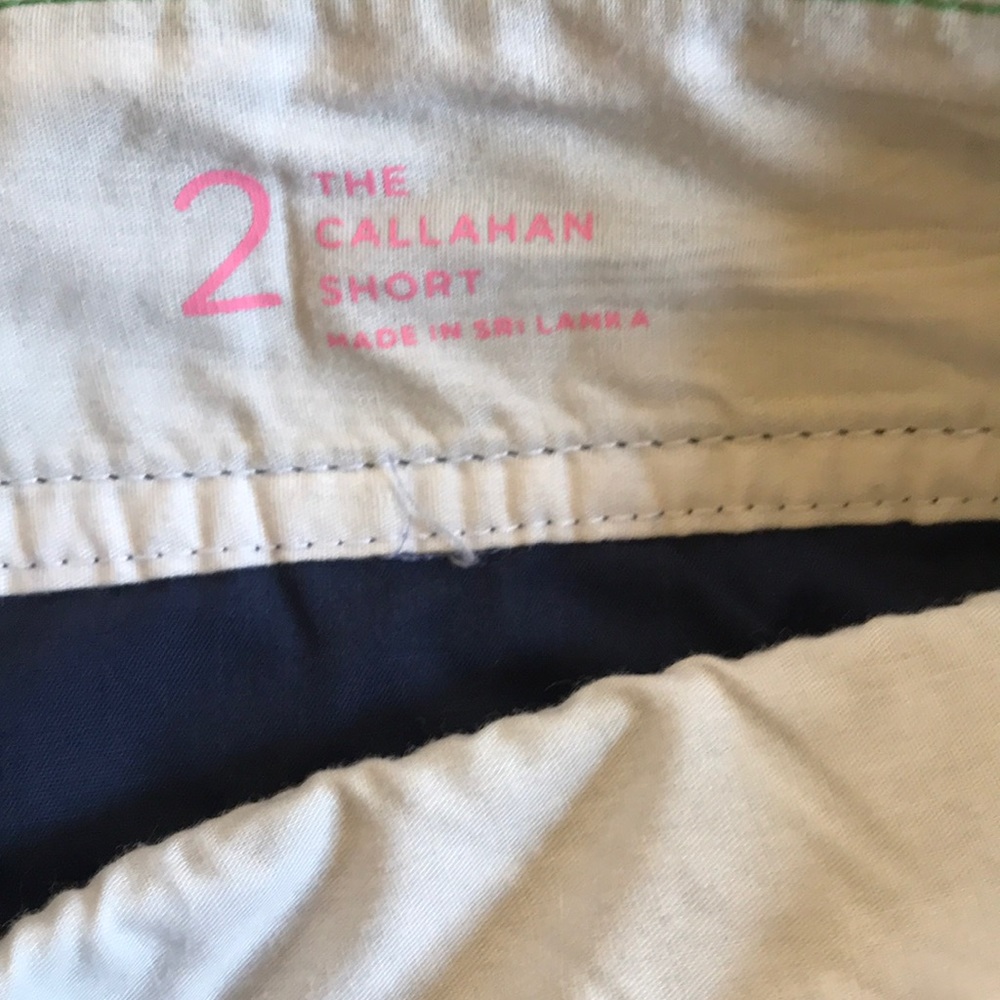 2
THE
CALLAHAN
SHORT
MADE IN SRI LANKA